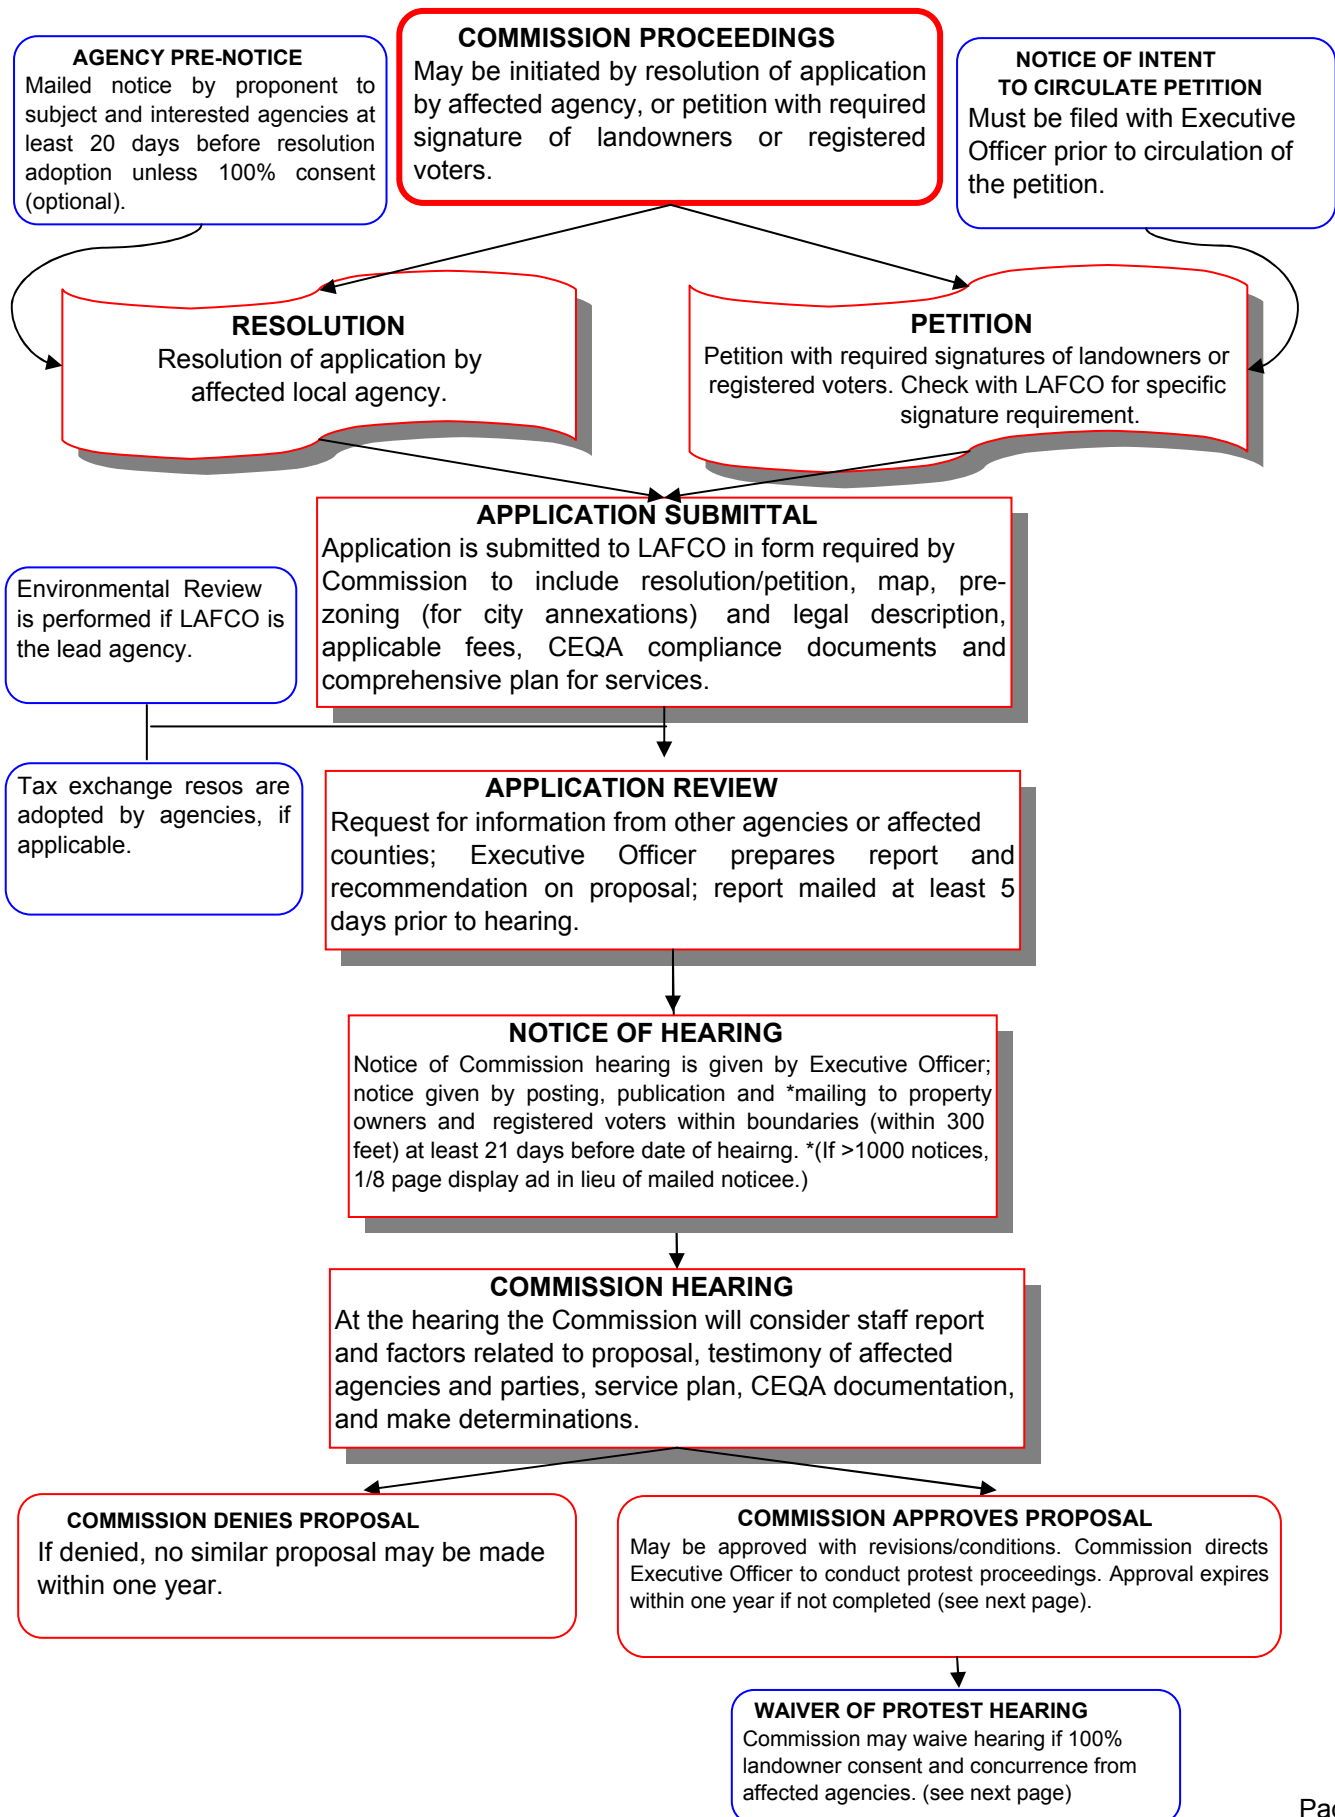 AGENCY PRE-NOTICE
Mailed notice by proponent to
subject and interested agencies at
least 20 days before resolution
adoption unless 100% consent
(optional).
COMMISSION PROCEEDINGS
May be initiated by resolution of application
by affected agency, or petition with required
signature of landowners or registered
voters.
NOTICE OF INTENT
TO CIRCULATE PETITION
Must be filed with Executive
Officer prior to circulation of
the petition.
RESOLUTION
Resolution of application by
affected local agency.
PETITION
Petition with required signatures of landowners or
registered voters. Check with LAFCO for specific
signature requirement.
APPLICATION SUBMITTAL
Application is submitted to LAFCO in form required by
Commission to include resolution/petition, map, pre-
zoning (for city annexations) and legal description,
applicable fees, CEQA compliance documents and
comprehensive plan for services.
Environmental Review
is performed if LAFCO is
the lead agency.
Tax exchange resos are
adopted by agencies, if
applicable.
APPLICATION REVIEW
Request for information from other agencies or affected
counties; Executive Officer prepares report and
recommendation on proposal; report mailed at least 5
days prior to hearing.
NOTICE OF HEARING
Notice of Commission hearing is given by Executive Officer;
notice given by posting, publication and *mailing to property
owners and registered voters within boundaries (within 300
feet) at least 21 days before date of heairng. *(If >1000 notices,
1/8 page display ad in lieu of mailed noticee.)
COMMISSION HEARING
At the hearing the Commission will consider staff report
and factors related to proposal, testimony of affected
agencies and parties, service plan, CEQA documentation,
and make determinations.
COMMISSION DENIES PROPOSAL
If denied, no similar proposal may be made
within one year.
COMMISSION APPROVES PROPOSAL
May be approved with revisions/conditions. Commission directs
Executive Officer to conduct protest proceedings. Approval expires
within one year if not completed (see next page).
WAIVER OF PROTEST HEARING
Commission may waive hearing if 100%
landowner consent and concurrence from
affected agencies. (see next page)